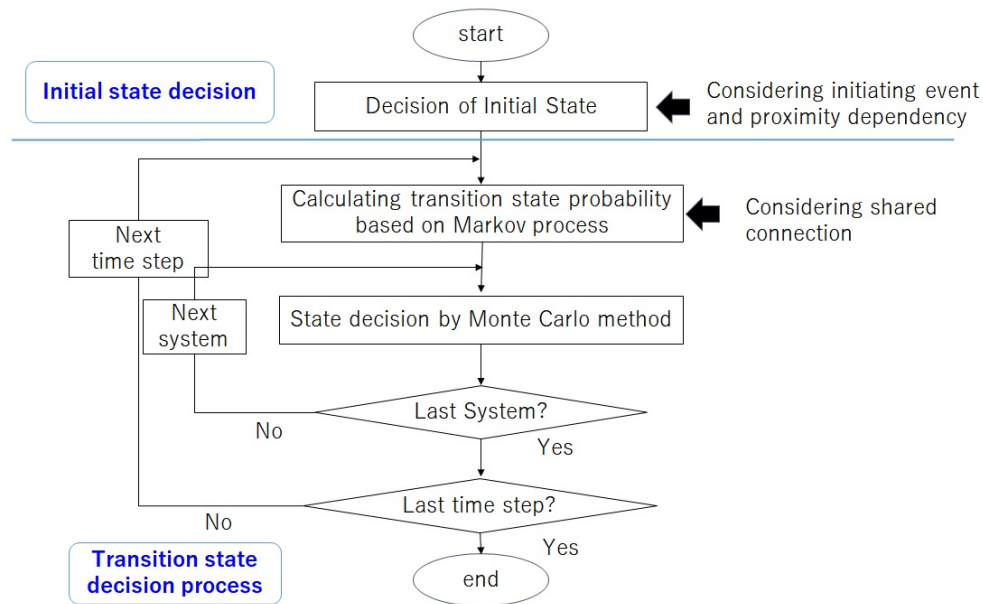 start
Initial state decision
Decision of Initial State
Considering initiating event
and proximity dependency
Calculating transition state probability
based on Markov process
Considering shared
connection
Next
time step
Next
system
State decision by Monte Carlo method
Last System?
No
Yes
Last time step?
No
Yes
Transition state
decision process
end